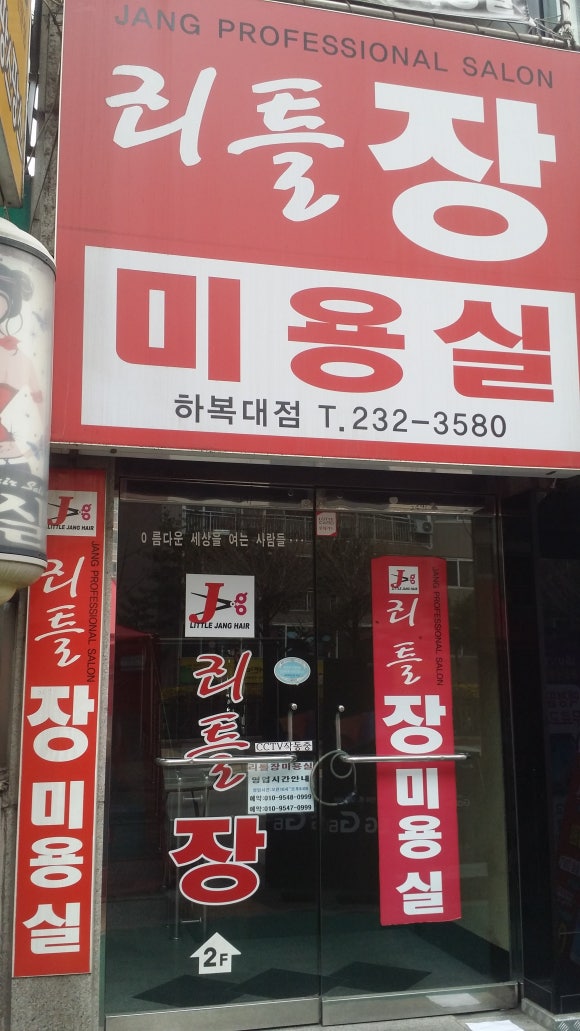 JANG PROFESSIONAL SALON
리틀 장
미용실
하복대점 T.232-3580
J g
LITTLE JANG HAIR
JANG PROFESSIONAL SALON
리틀 장 미용실
이름다운 세상을 여는 사람들...
J g
LITTLE JANG HAIR
리틀 장
2F
CCTV작동중
리틀장미용실
영업시간안내
예약:010-9548-0999
예약:010-9547-0999
J g
LITTLE JANG HAIR
JANG PROFESSIONAL SALON
리틀 장 미용실